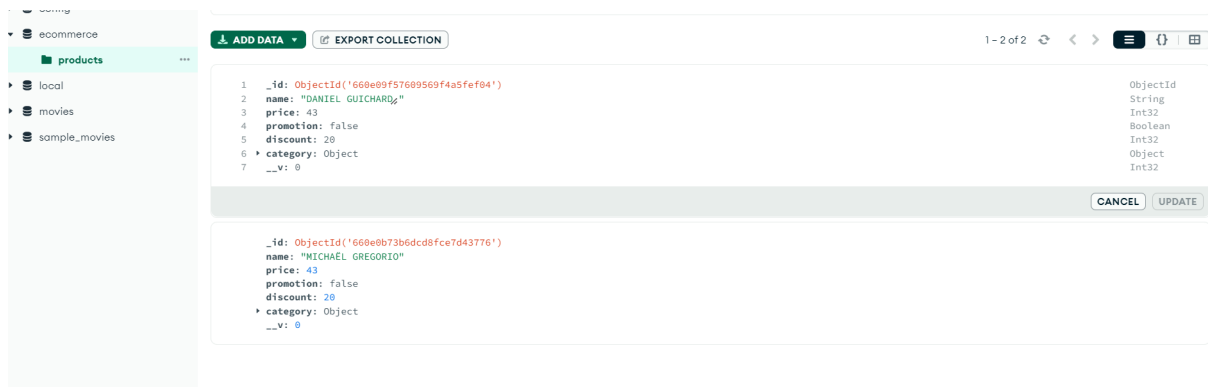 ecommerce
products ...
local
movies
sample_movies
ADD DATA
EXPORT COLLECTION
1 – 2 of 2
{}
1 _id: ObjectId('660e09f57609569f4a5fef04') ObjectId
2 name: "DANIEL GUICHARD " String
3 price: 43 Int32
4 promotion: false Boolean
5 discount: 20 Int32
6 category: Object Object
7 __v: 0 Int32
CANCEL UPDATE
_id: ObjectId('660e0b73b6dcd8fce7d43776')
name: "MICHAËL GREGORIO"
price: 43
promotion: false
discount: 20
category: Object
__v: 0